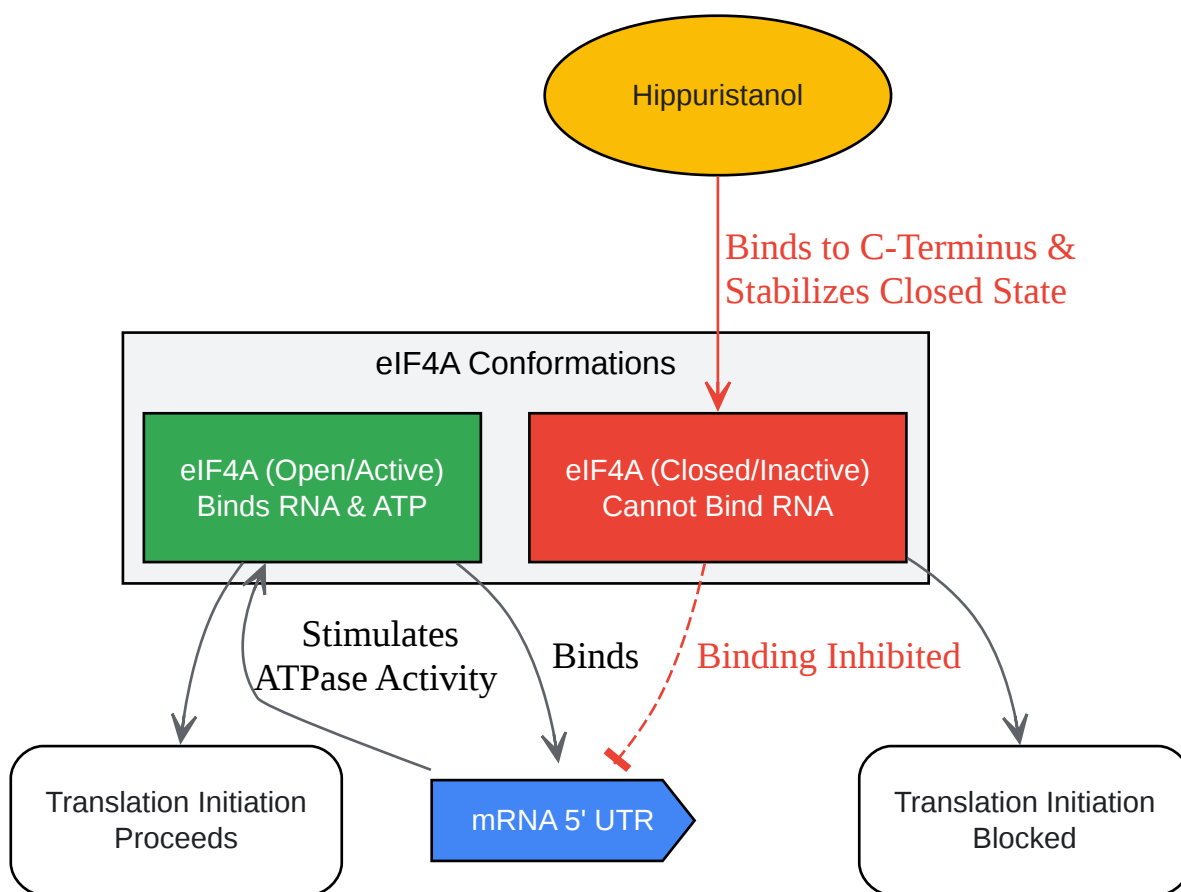 Hippuristanol
Binds to C-Terminus &
Stabilizes Closed State
eIF4A Conformations
eIF4A (Open/Active)
Binds RNA & ATP
eIF4A (Closed/Inactive)
Cannot Bind RNA
Stimulates
ATPase Activity
Binds
Binding Inhibited
Translation Initiation
Proceeds
mRNA 5' UTR
Translation Initiation
Blocked